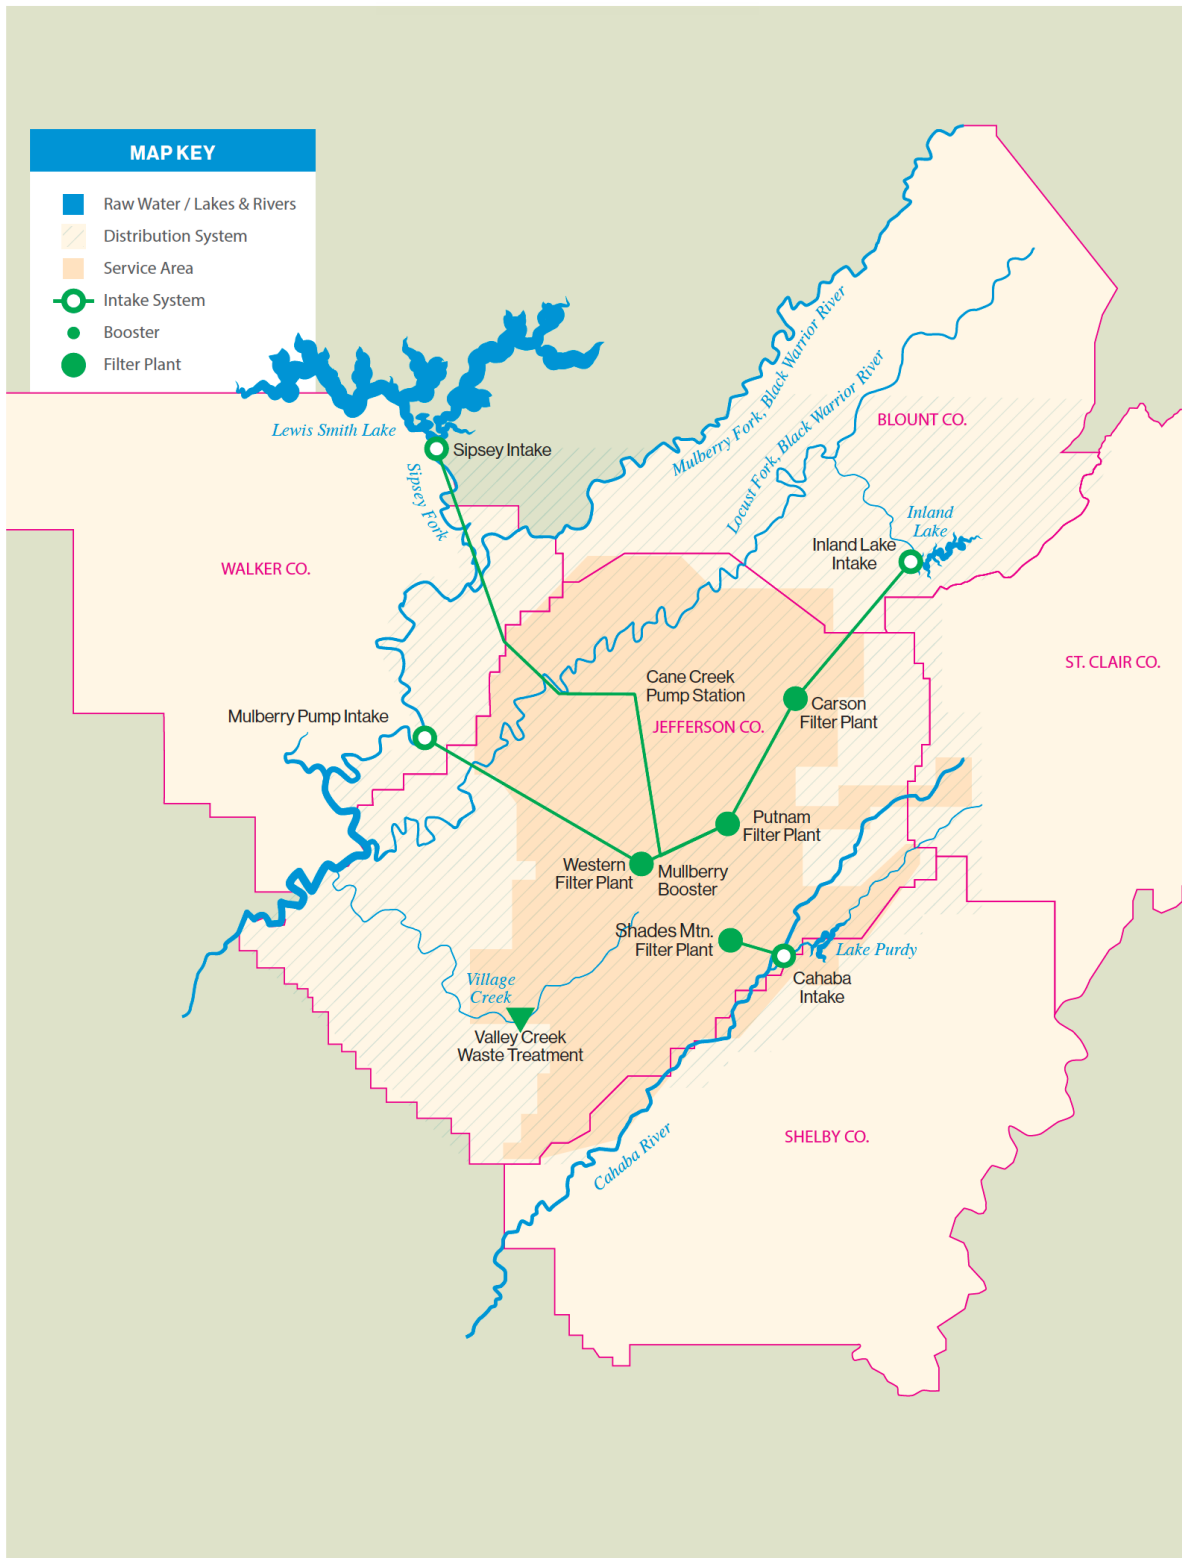 MAP KEY
Raw Water / Lakes & Rivers
Distribution System
Service Area
Intake System
Booster
Filter Plant
Mulberry Fork, Black Warrior River
Locust Fork, Black Warrior River
BLOUNT CO.
Lewis Smith Lake
Sipsey Intake
Sipsey Fork
Inland
Lake
Inland Lake
Intake
WALKER CO.
ST. CLAIR CO.
Cane Creek
Pump Station
JEFFERSON CO.
Carson
Filter Plant
Mulberry Pump Intake
Putnam
Filter Plant
Western
Filter Plant
Mullberry
Booster
Shades Mtn.
Filter Plant
Lake Purdy
Cahaba
Intake
Village
Creek
Valley Creek
Waste Treatment
SHELBY CO.
Cahaba River